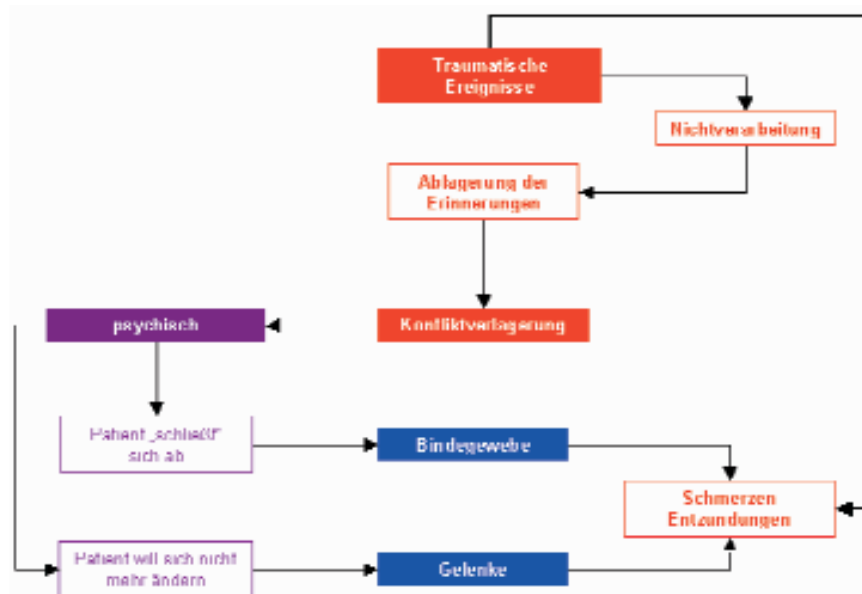 Traumatische
Ereignisse
Nichtverarbeitung
Ablagerung der
Erinnerungen
psychisch
Konfliktverlagerung
Patient „schließt"
sich ab
Bindegewebe
Schmerzen
Entzundungen
Patient will sich nicht
mehr ändern
Gelenke